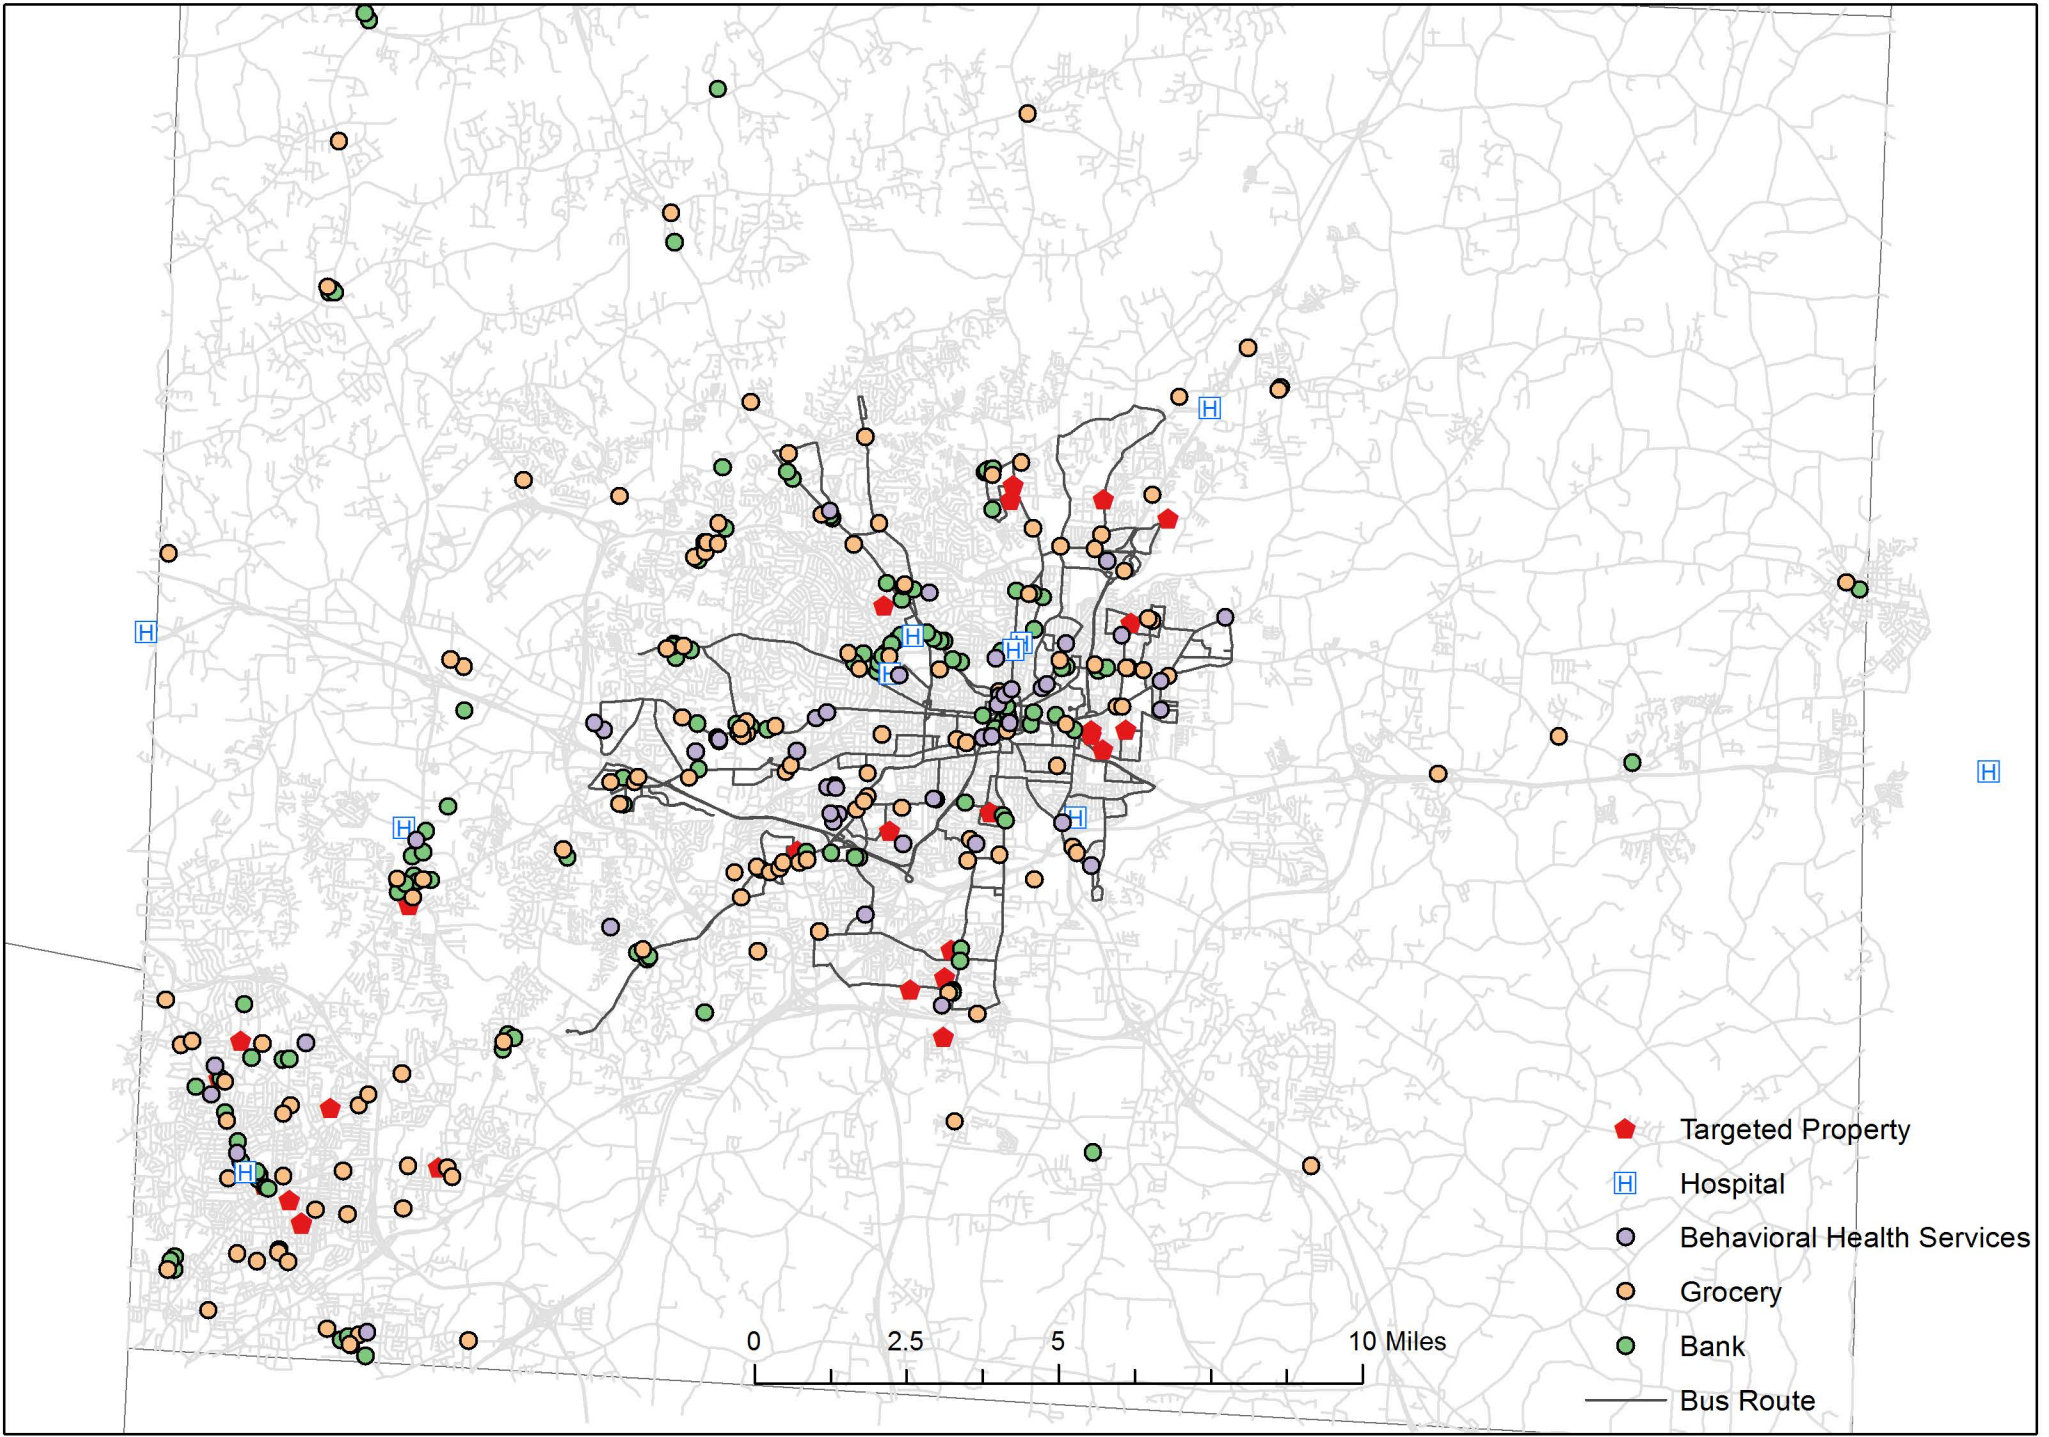 H
H
H
H
H
H
H
H
H
H
Targeted Property
H Hospital
Behavioral Health Services
Grocery
Bank
Bus Route
0 2.5 5 10 Miles